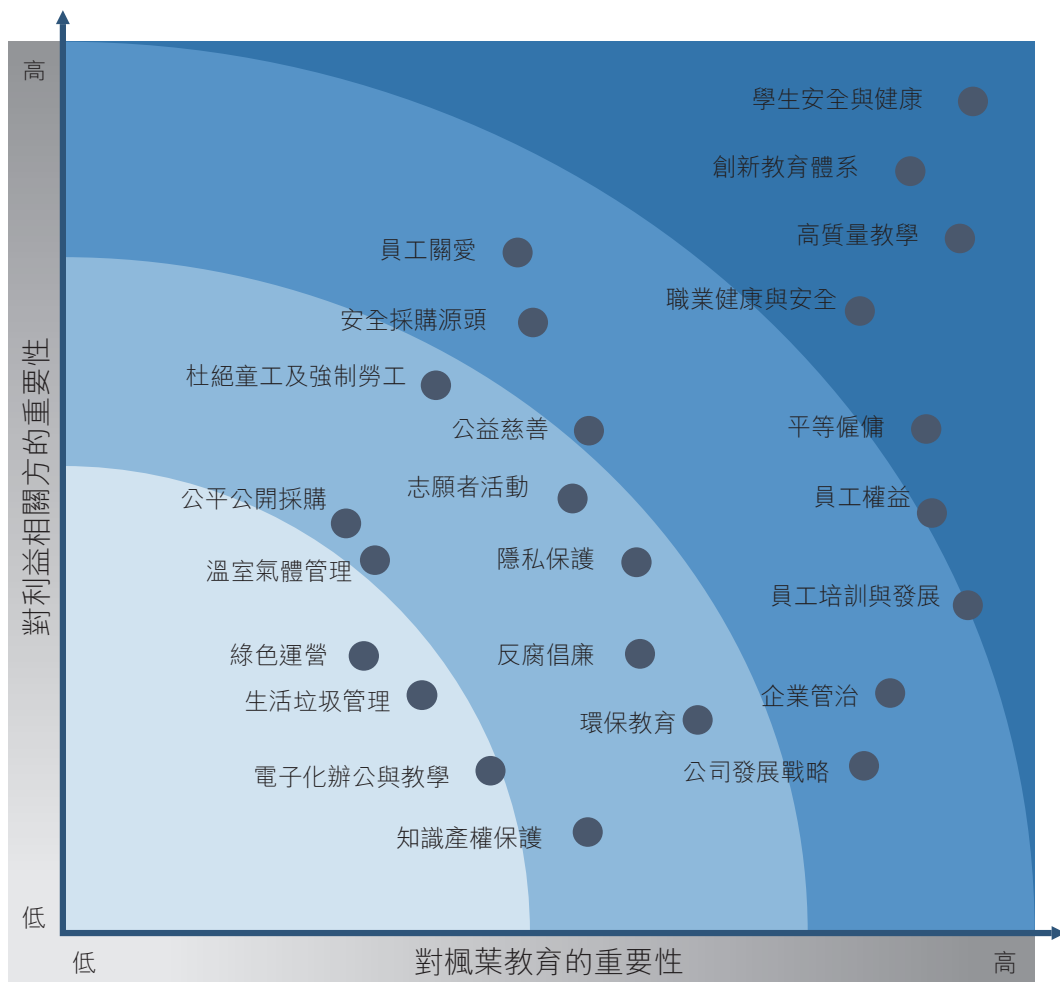 高
學生安全與健康
創新教育體系
高質量教學
員工關愛
職業健康與安全
安全採購源頭
杜絕童工及強制勞工
公益慈善
平等僱傭
志願者活動
公平公開採購
員工權益
隱私保護
溫室氣體管理
員工培訓與發展
綠色運營
反腐倡廉
生活垃圾管理
企業管治
環保教育
電子化辦公與教學
公司發展戰略
知識產權保護
對利益相關方的重要性
低
低
對楓葉教育的重要性
高